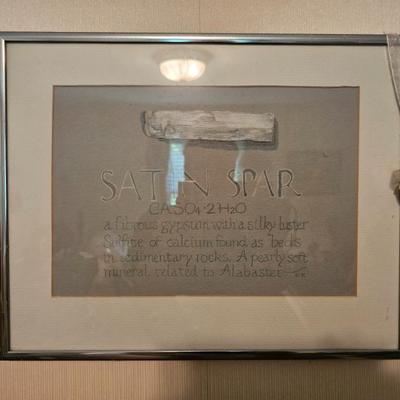 SATIN SPAR
CASO4·2H2O
a fibrous gypsum with a silky luster
Sulfite of calcium found as "beds
in sedimentary rocks. A pearly soft
mineral related to Alabaster